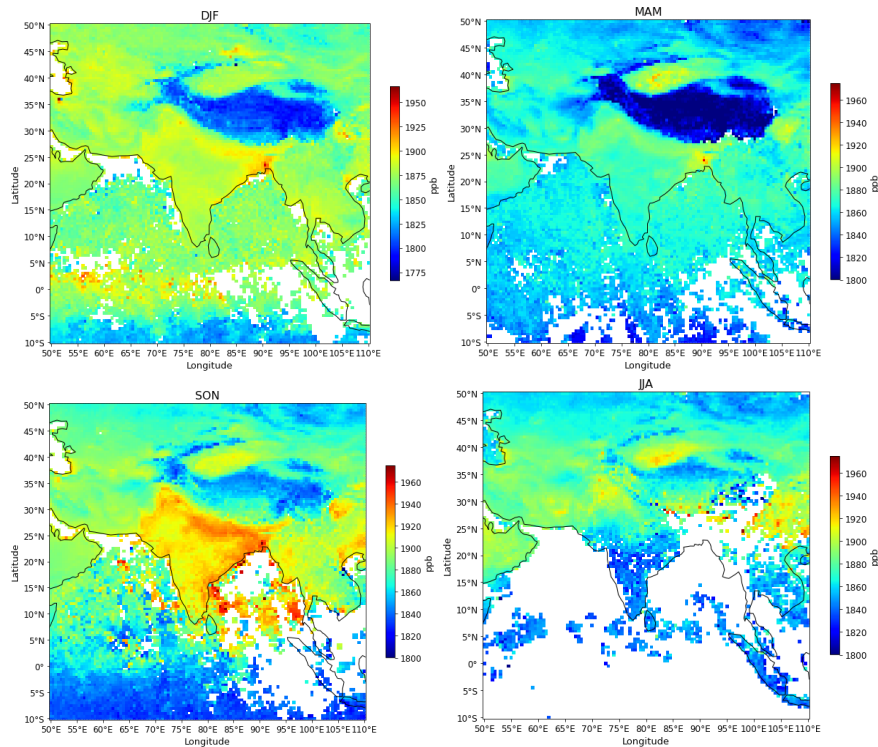 DJF
50°N
45°N
40°N
35°N
30°N
25°N
20°N
15°N
10°N
5°N
0°
5°S
10°S
Latitude
50°E 55°E 60°E 65°E 70°E 75°E 80°E 85°E 90°E 95°E 100°E 105°E 110°E
Longitude
1950
1925
1900
1875
1850
1825
1800
1775
ppb
MAM
50°N
45°N
40°N
35°N
30°N
25°N
20°N
15°N
10°N
5°N
0°
5°S
10°S
Latitude
50°E 55°E 60°E 65°E 70°E 75°E 80°E 85°E 90°E 95°E 100°E 105°E 110°E
Longitude
1960
1940
1920
1900
1880
1860
1840
1820
1800
ppb
SON
50°N
45°N
40°N
35°N
30°N
25°N
20°N
15°N
10°N
5°N
0°
5°S
10°S
Latitude
50°E 55°E 60°E 65°E 70°E 75°E 80°E 85°E 90°E 95°E 100°E 105°E 110°E
Longitude
1960
1940
1920
1900
1880
1860
1840
1820
1800
ppb
JJA
50°N
45°N
40°N
35°N
30°N
25°N
20°N
15°N
10°N
5°N
0°
5°S
10°S
Latitude
50°E 55°E 60°E 65°E 70°E 75°E 80°E 85°E 90°E 95°E 100°E 105°E 110°E
Longitude
1960
1940
1920
1900
1880
1860
1840
1820
1800
ppb